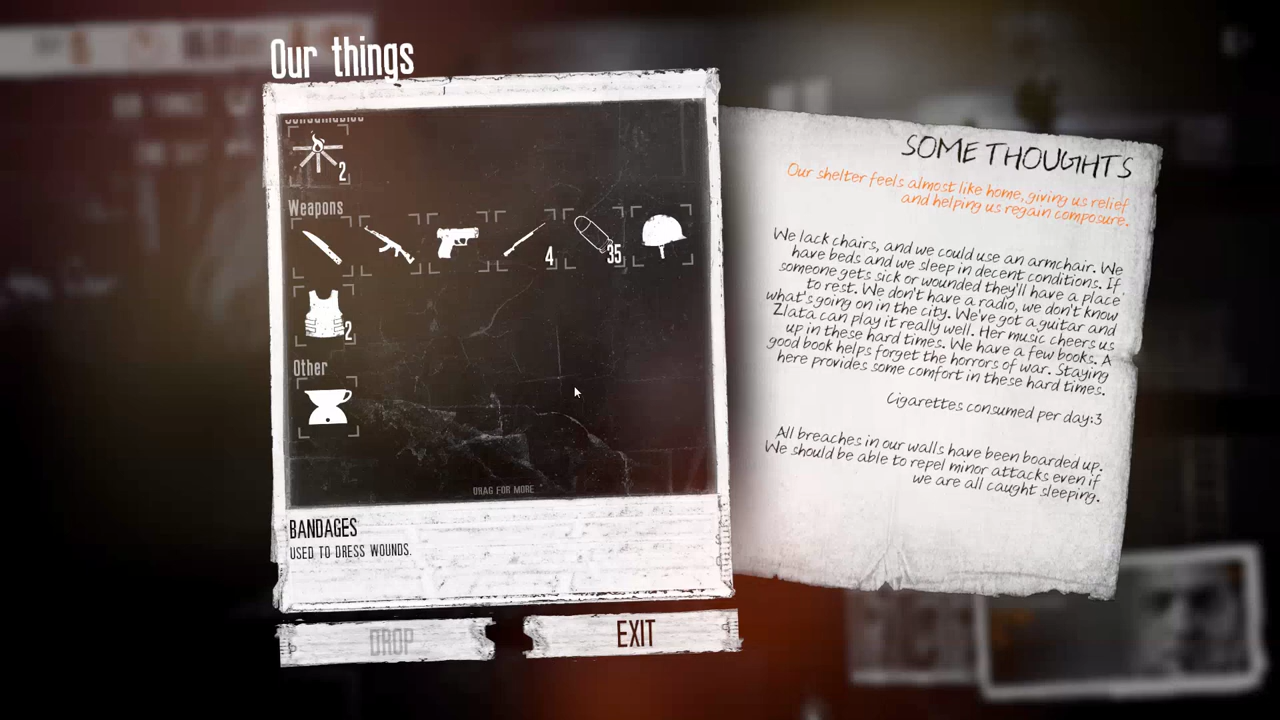 Our things
2
Weapons
4
35
2
Other
DRAG FOR MORE
BANDAGES
USED TO DRESS WOUNDS.
DROP
EXIT
SOME THOUGHTS
Our shelter feels almost like home, giving us relief
and helping us regain composure.
We lack chairs, and we could use an armchair. We
have beds and we sleep in decent conditions. If
someone gets sick or wounded they'll have a place
to rest. We don't have a radio, we don't know
what's going on in the city. We've got a guitar and
Zlata can play it really well. Her music cheers us
up in these hard times. We have a few books. A
good book helps forget the horrors of war. Staying
here provides some comfort in these hard times.
Cigarettes consumed per day:3
All breaches in our walls have been boarded up.
We should be able to repel minor attacks even if
we are all caught sleeping.